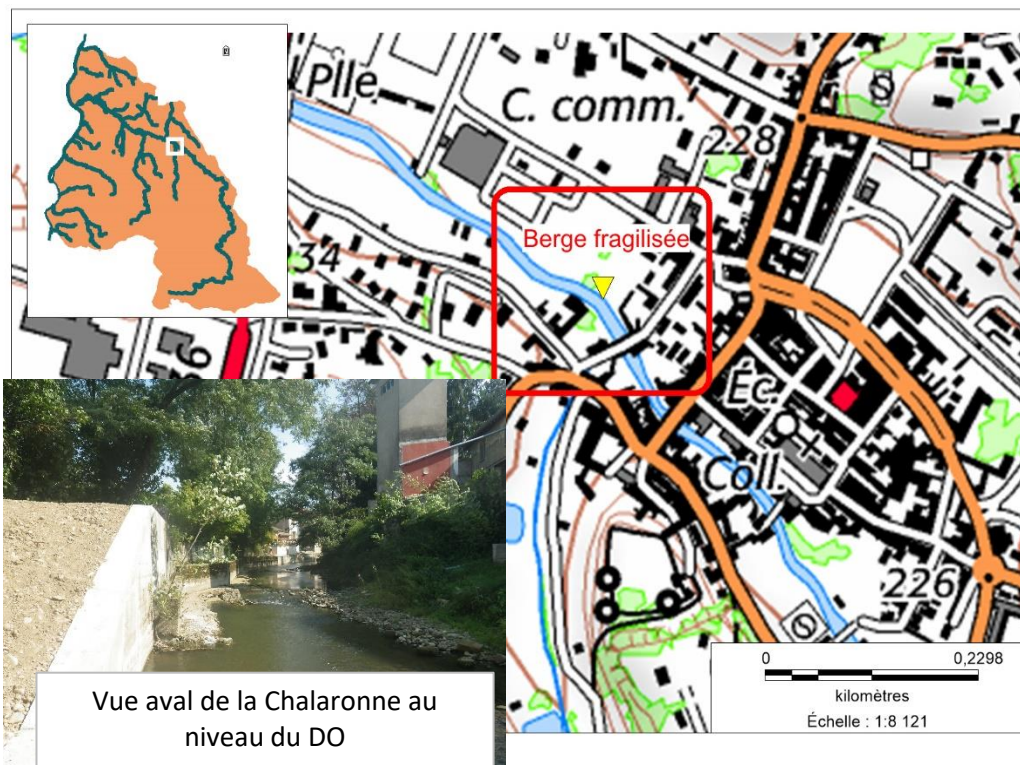 Plle
C. comm.
228
Berge fragilisée
34
Éc.
Coll.
226
0 0,2298
kilomètres
Échelle : 1:8 121
Vue aval de la Chalaronne au
niveau du DO